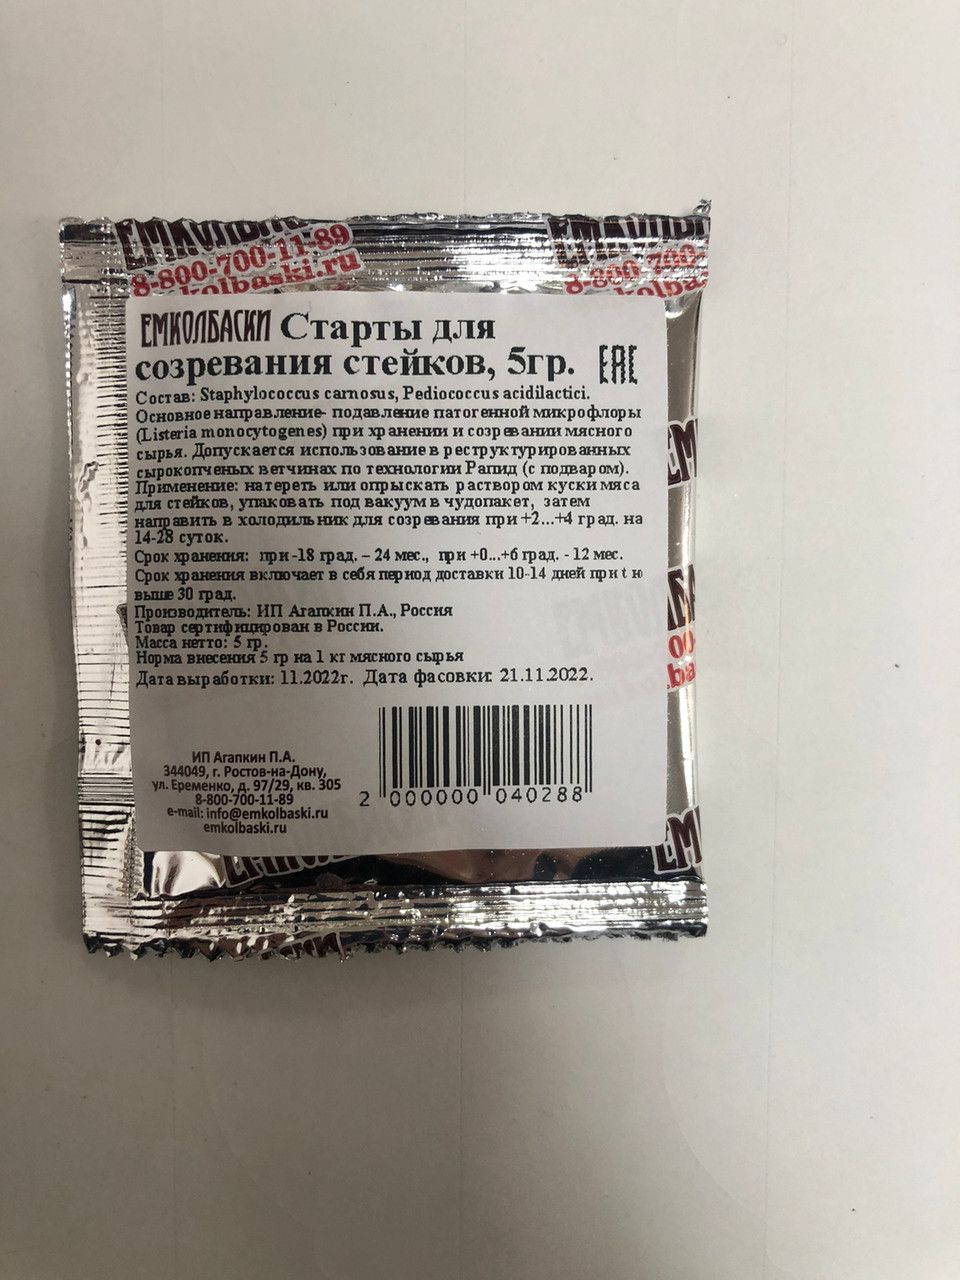 8-800-700-11-89
kolbaski.ru
ЕМКОЛБАСКИ Старты для
созревания стейков, 5гр. EAC
Состав: Staphylococcus carnosus, Pediococcus acidilactici.
Основное направление- подавление патогенной микрофлоры
(Listeria monocytogenes) при хранении и созревании мясного
сырья. Допускается использование в реструктурированных
сырокопченых ветчинах по технологии Рапид (с подваром).
Применение: натереть или опрыскать раствором куски мяса
для стейков, упаковать под вакуум в чудопакет, затем
направить в холодильник для созревания при +2...+4 град. на
14-28 суток.
Срок хранения: при -18 град. – 24 мес., при +0...+6 град. - 12 мес.
Срок хранения включает в себя период доставки 10-14 дней при t н
выше 30 град.
Производитель: ИП Агапкин П.А., Россия
Товар сертифицирован в России.
Масса нетто: 5 гр.
Норма внесения 5 гр на 1 кг мясного сырья
Дата выработки: 11.2022г. Дата фасовки: 21.11.2022.
ИП Агапкин П.А.
344049, г. Ростов-на-Дону,
ул. Еременко, д. 97/29, кв. 305
8-800-700-11-89
e-mail: info@emkolbaski.ru
emkolbaski.ru
2 000000 040288